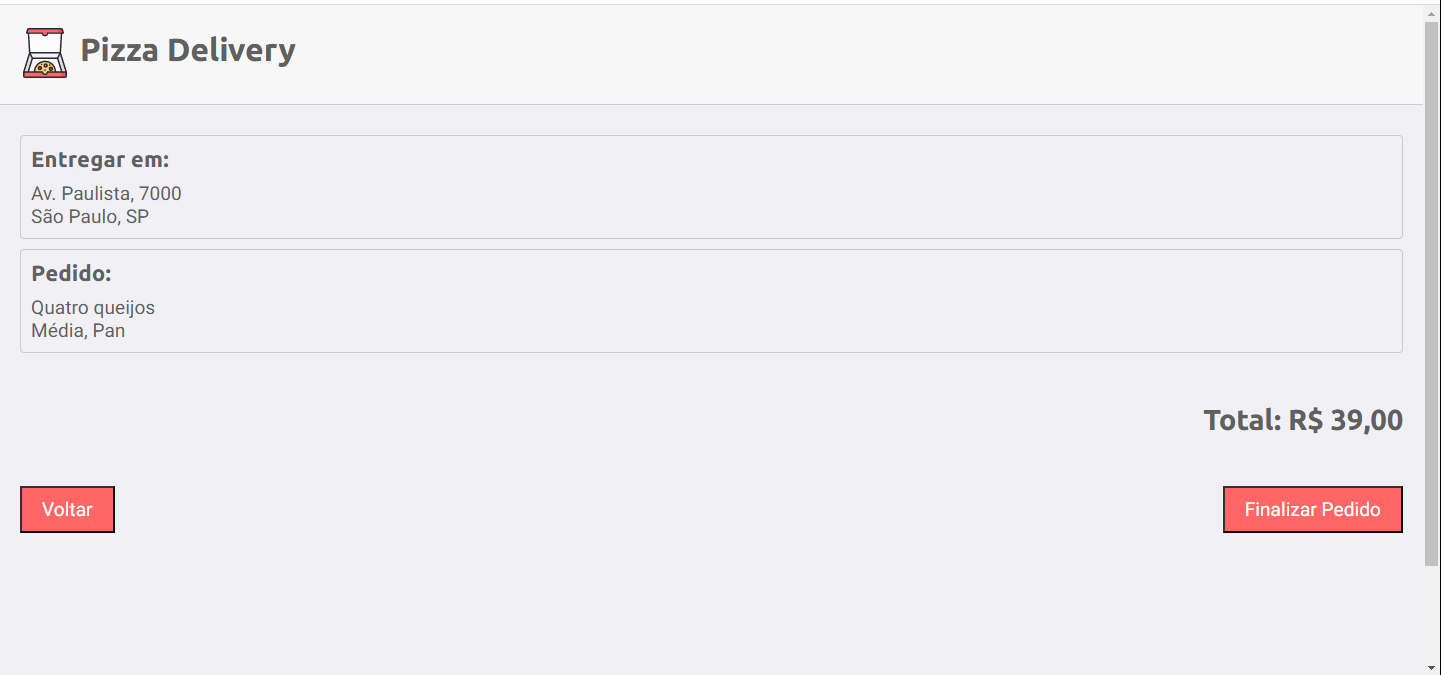 Pizza Delivery
Entregar em:
Av. Paulista, 7000
São Paulo, SP
Pedido:
Quatro queijos
Média, Pan
Total: R$ 39,00
Voltar
Finalizar Pedido